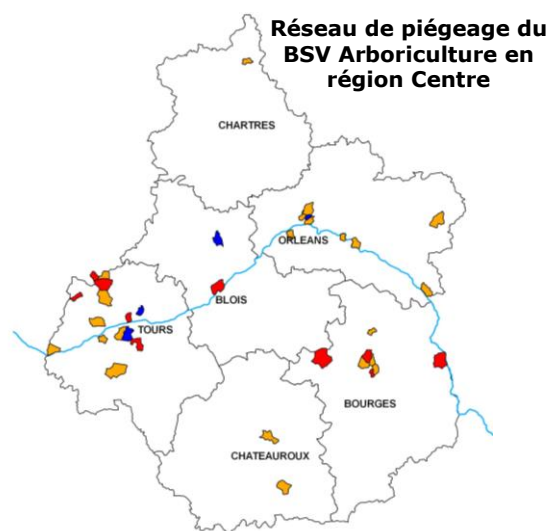 Réseau de piégeage du
BSV Arboriculture en
région Centre
CHARTRES
ORLEANS
BLOIS
TOURS
BOURGES
CHATEAUROUX